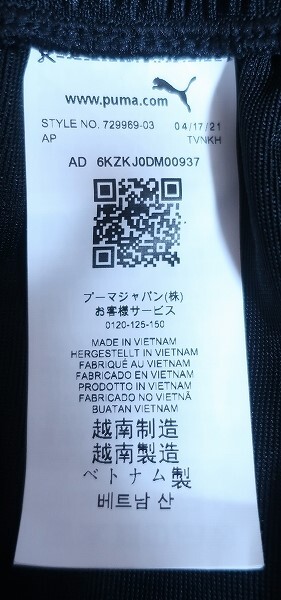 www.puma.com
STYLE NO. 729969-03 04/17/21
AP TVNKH
AD 6KZKJ0DM00937
プーマジャパン(株)
お客様サービス
0120-125-150
MADE IN VIETNAM
HERGESTELLT IN VIETNAM
FABRIQUÉ AU VIETNAM
FABRICADO EN VIETNAM
PRODOTTO IN VIETNAM
FABRICADO NO VIETNÃ
BUATAN VIETNAM
越南制造
越南製造
ベトナム製
베트남 산